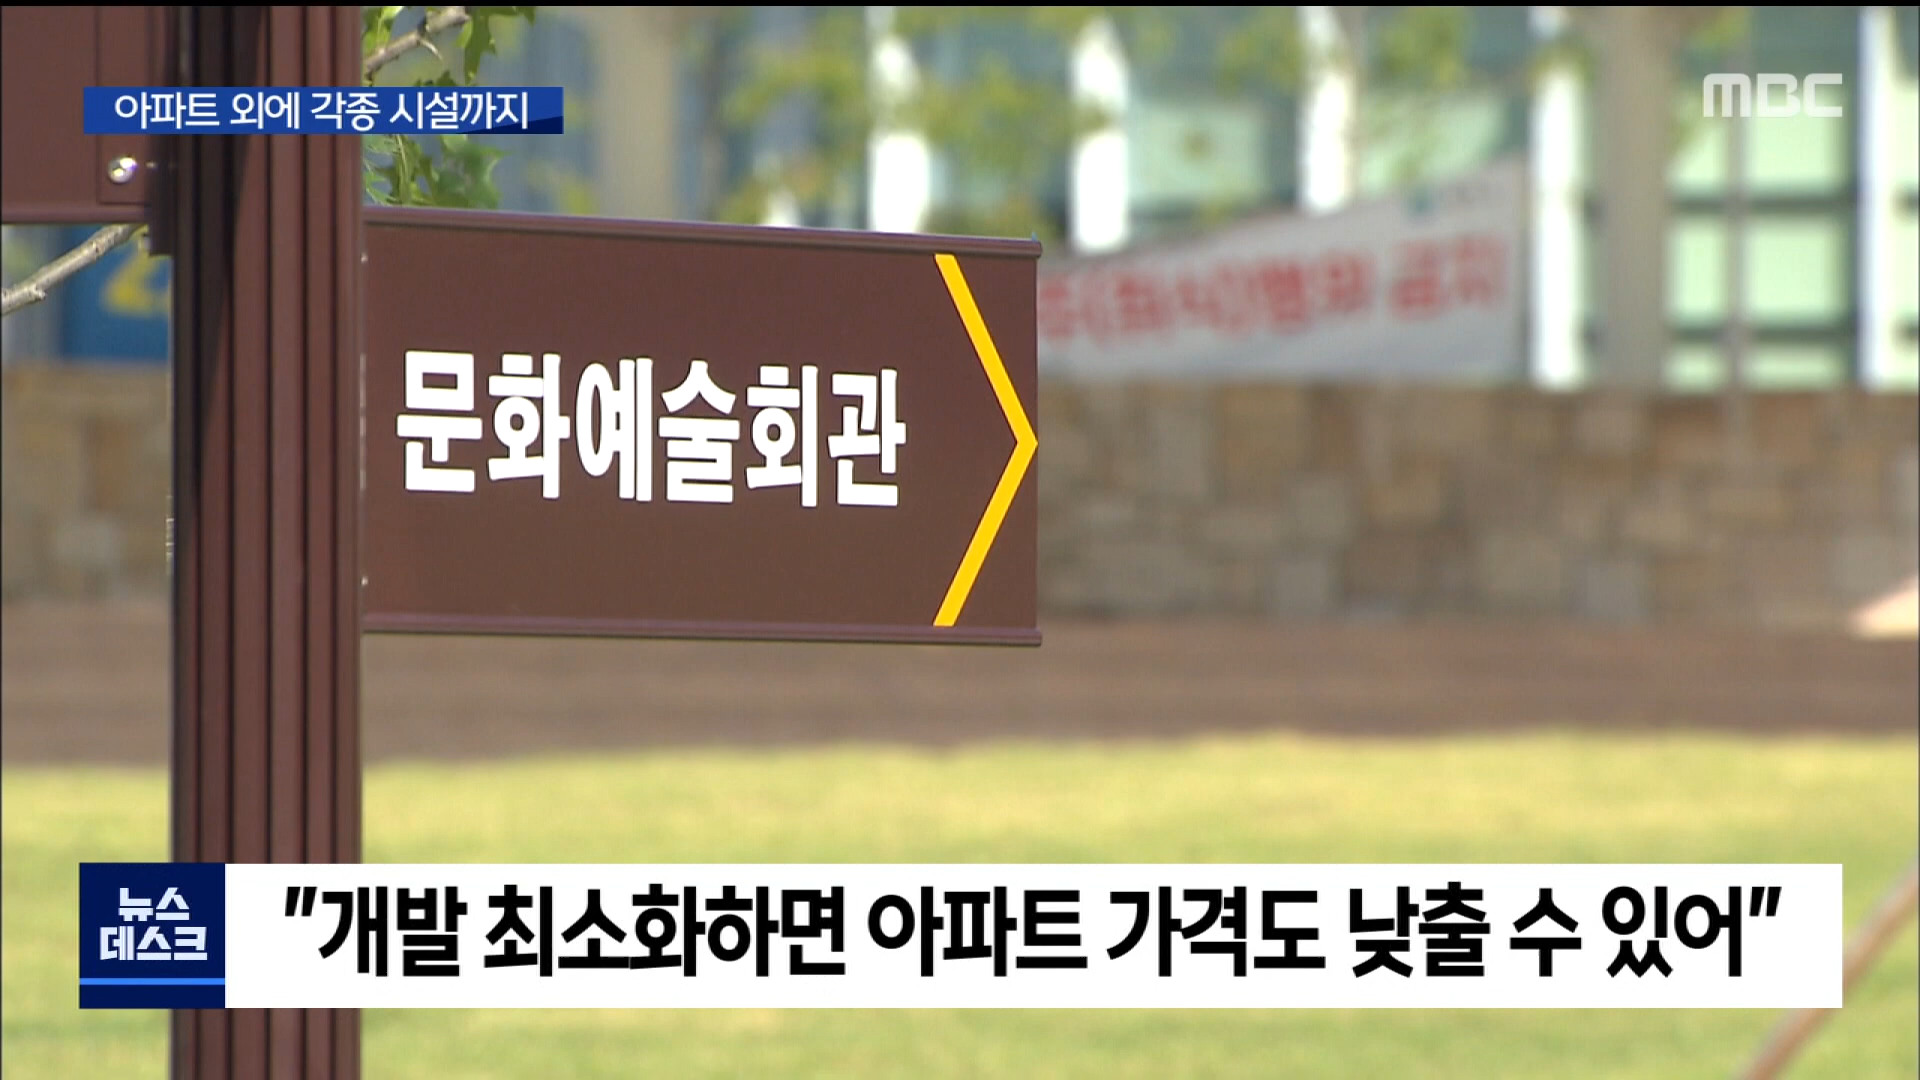 아파트 외에 각종 시설까지
MBC
문화예술회관
뉴스
데스크
"개발 최소화하면 아파트 가격도 낮출 수 있어"